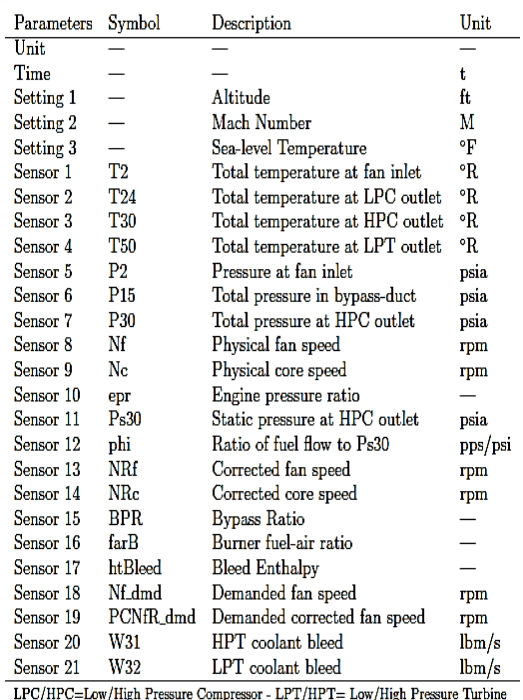 Parameters Symbol Description Unit
Unit — — —
Time — — t
Setting 1 — Altitude ft
Setting 2 — Mach Number M
Setting 3 — Sea-level Temperature °F
Sensor 1 T2 Total temperature at fan inlet °R
Sensor 2 T24 Total temperature at LPC outlet °R
Sensor 3 T30 Total temperature at HPC outlet °R
Sensor 4 T50 Total temperature at LPT outlet °R
Sensor 5 P2 Pressure at fan inlet psia
Sensor 6 P15 Total pressure in bypass-duct psia
Sensor 7 P30 Total pressure at HPC outlet psia
Sensor 8 Nf Physical fan speed rpm
Sensor 9 Nc Physical core speed rpm
Sensor 10 epr Engine pressure ratio —
Sensor 11 Ps30 Static pressure at HPC outlet psia
Sensor 12 phi Ratio of fuel flow to Ps30 pps/psi
Sensor 13 NRf Corrected fan speed rpm
Sensor 14 NRc Corrected core speed rpm
Sensor 15 BPR Bypass Ratio —
Sensor 16 farB Burner fuel-air ratio —
Sensor 17 htBleed Bleed Enthalpy —
Sensor 18 Nf_dmd Demanded fan speed rpm
Sensor 19 PCNfR_dmd Demanded corrected fan speed rpm
Sensor 20 W31 HPT coolant bleed lbm/s
Sensor 21 W32 LPT coolant bleed lbm/s
LPC/HPC=Low/High Pressure Compressor - LPT/HPT= Low/High Pressure Turbine